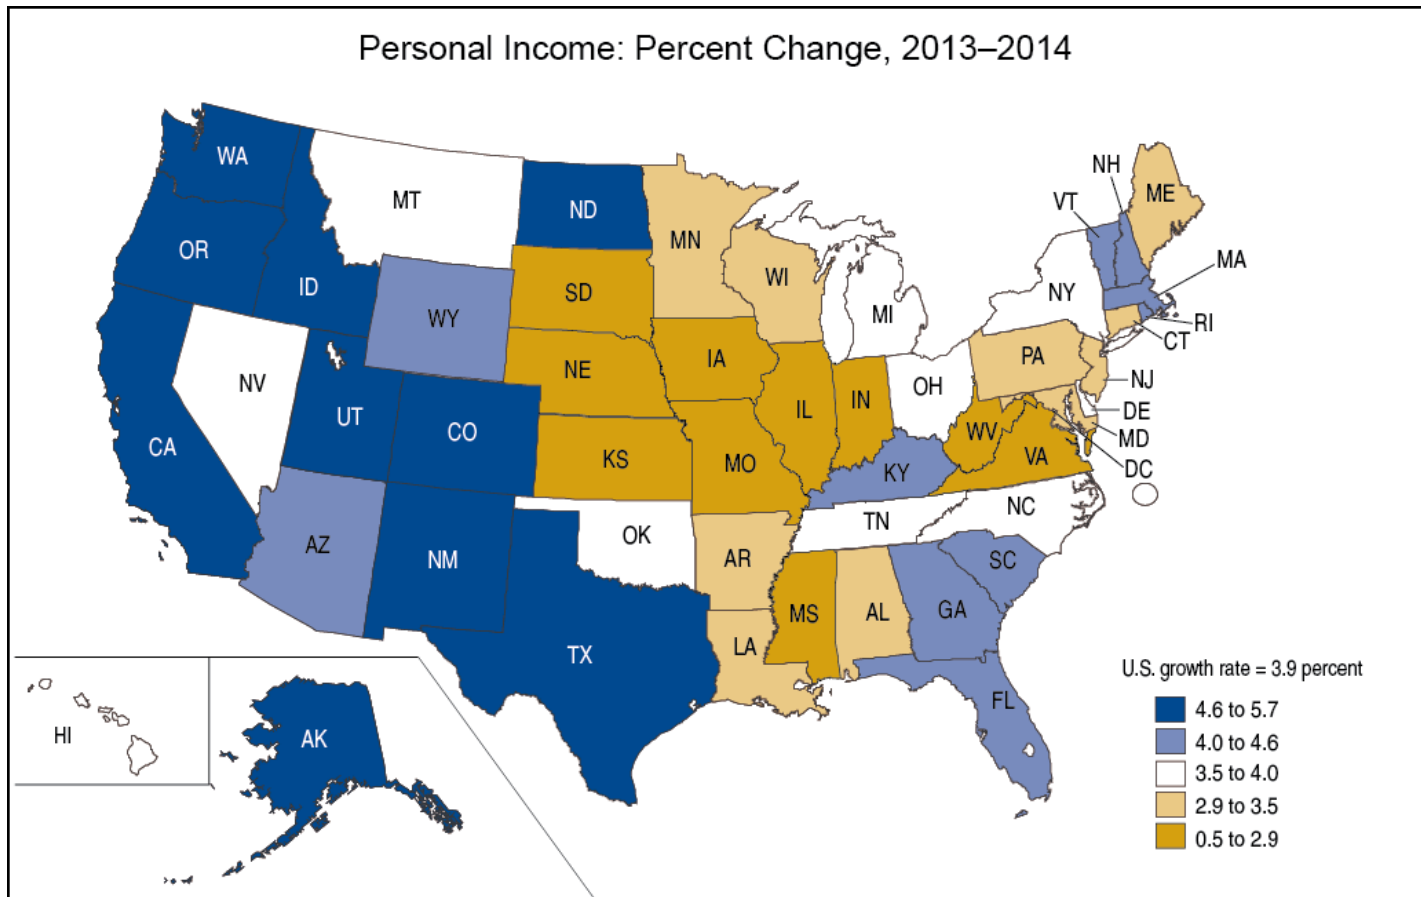 Personal Income: Percent Change, 2013–2014
WA
MT
ND
MN
NH
VT
ME
OR
ID
WY
SD
WI
MI
NY
MA
RI
CT
NV
UT
CO
NE
IA
IL
IN
OH
PA
NJ
DE
MD
DC
CA
KS
MO
KY
WV
VA
AZ
NM
OK
AR
TN
NC
SC
TX
LA
MS
AL
GA
FL
HI
AK
U.S. growth rate = 3.9 percent
4.6 to 5.7
4.0 to 4.6
3.5 to 4.0
2.9 to 3.5
0.5 to 2.9